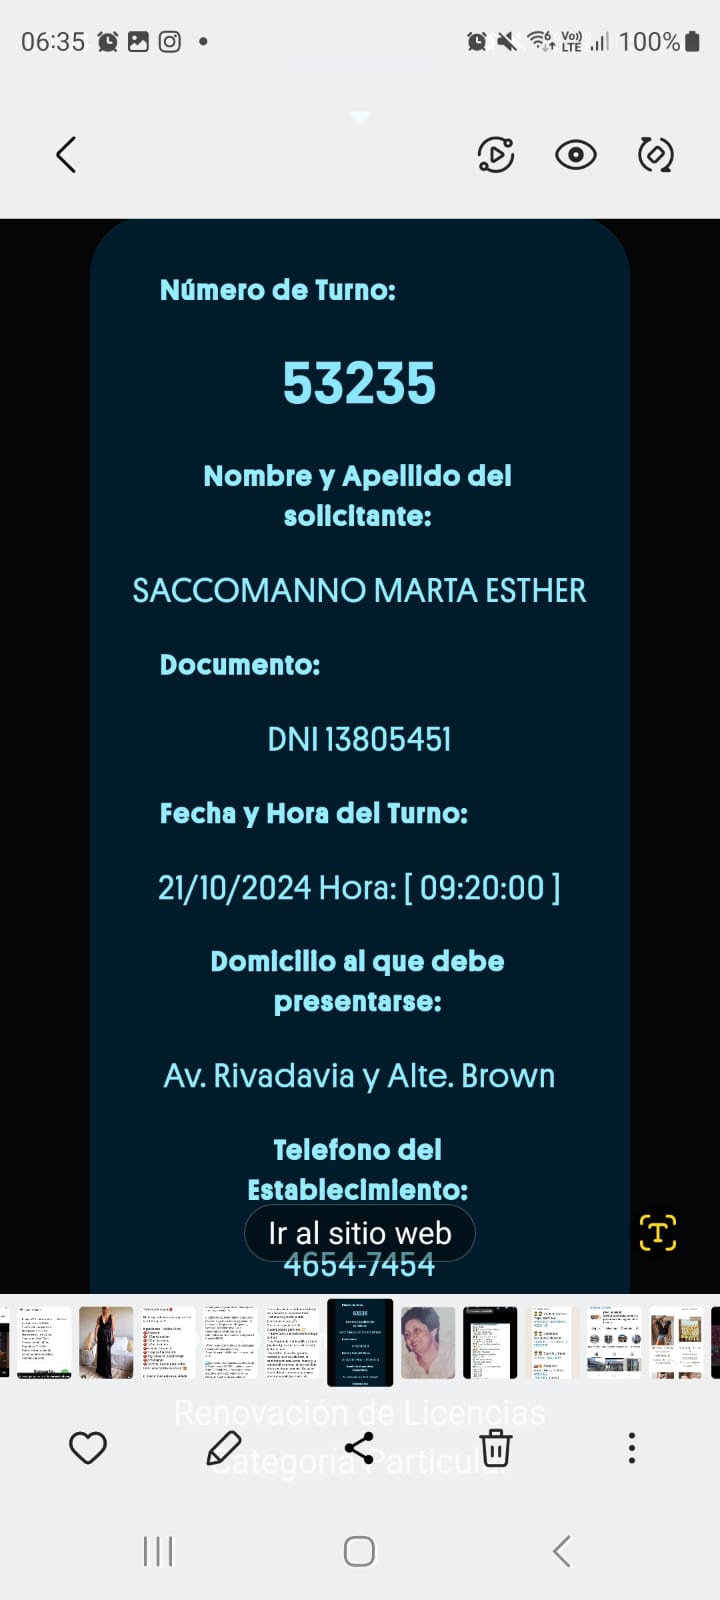 06:35
Vo))
LTE
100%
Número de Turno:
53235
Nombre y Apellido del
solicitante:
SACCOMANNO MARTA ESTHER
Documento:
DNI 13805451
Fecha y Hora del Turno:
21/10/2024 Hora: [ 09:20:00 ]
Domicilio al que debe
presentarse:
Av. Rivadavia y Alte. Brown
Telefono del
Establecimiento:
Ir al sitio web
4654-7454
T
Renovación de Licencias
Categoría Particular